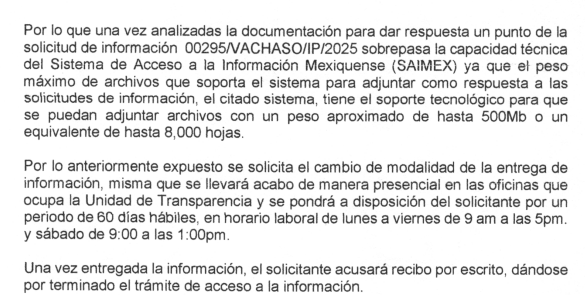 Por lo que una vez analizadas la documentación para dar respuesta un punto de la
solicitud de información 00295/VACHASO/IP/2025 sobrepasa la capacidad técnica
del Sistema de Acceso a la Información Mexiquense (SAIMEX) ya que el peso
máximo de archivos que soporta el sistema para adjuntar como respuesta a las
solicitudes de información, el citado sistema, tiene el soporte tecnológico para que
se puedan adjuntar archivos con un peso aproximado de hasta 500Mb o un
equivalente de hasta 8,000 hojas.
Por lo anteriormente expuesto se solicita el cambio de modalidad de la entrega de
información, misma que se llevará acabo de manera presencial en las oficinas que
ocupa la Unidad de Transparencia y se pondrá a disposición del solicitante por un
periodo de 60 días hábiles, en horario laboral de lunes a viernes de 9 am a las 5pm.
y sábado de 9:00 a las 1:00pm.
Una vez entregada la información, el solicitante acusará recibo por escrito, dándose
por terminado el trámite de acceso a la información.